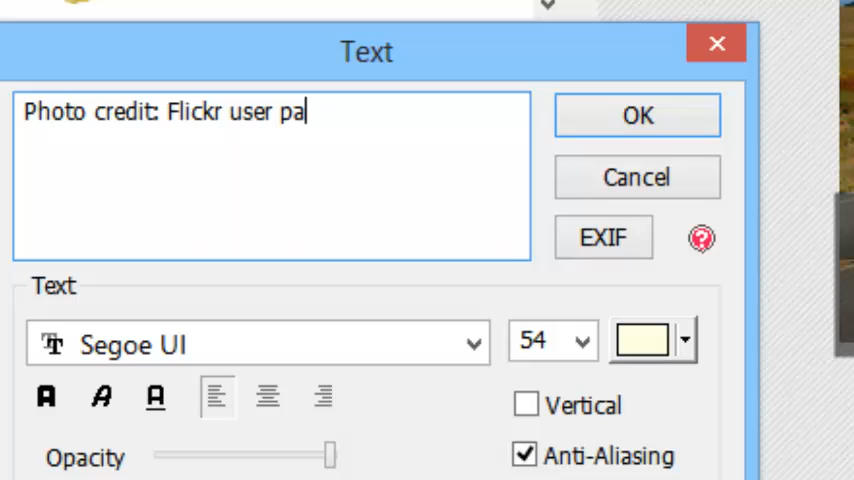 Text
Photo credit: Flickr user pa
OK
Cancel
EXIF
Text
Segoe UI
54
Vertical
Opacity
Anti-Aliasing